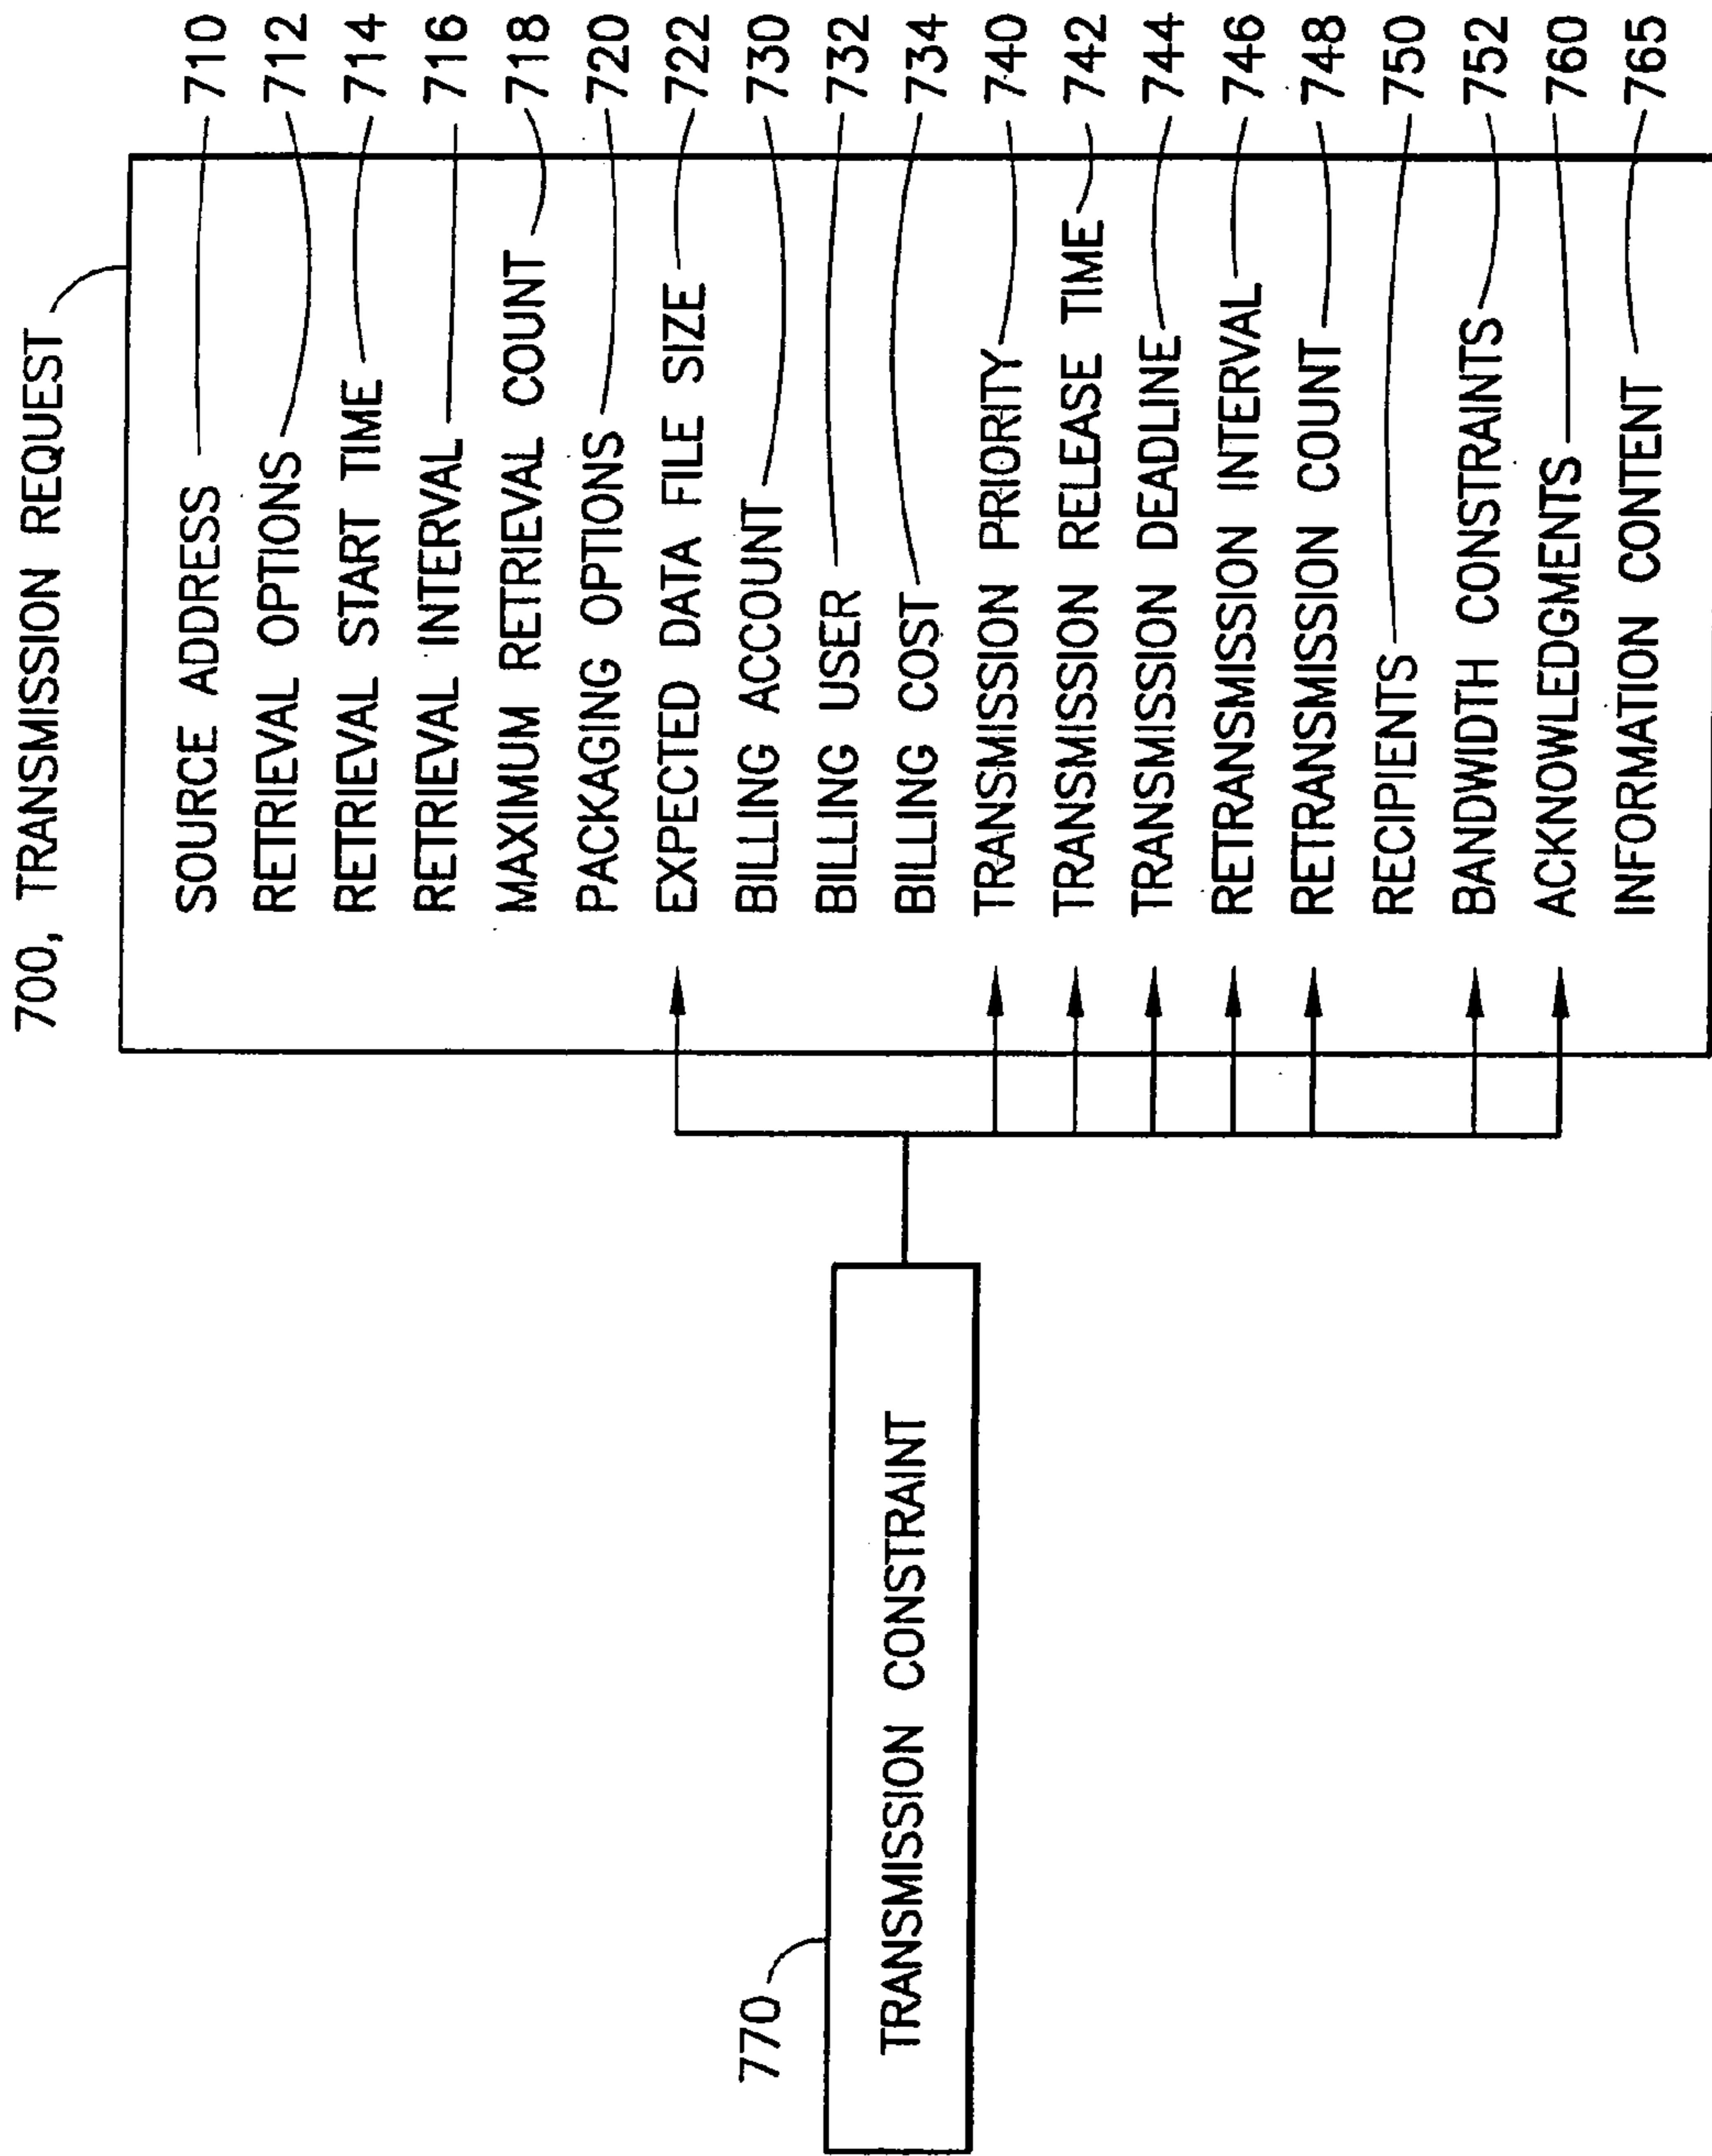 700, TRANSMISSION REQUEST
SOURCE ADDRESS 710
RETRIEVAL OPTIONS 712
RETRIEVAL START TIME 714
RETRIEVAL INTERVAL 716
MAXIMUM RETRIEVAL COUNT 718
PACKAGING OPTIONS 720
EXPECTED DATA FILE SIZE 722
BILLING ACCOUNT 730
BILLING USER 732
BILLING COST 734
TRANSMISSION PRIORITY 740
TRANSMISSION RELEASE TIME 742
TRANSMISSION DEADLINE 744
RETRANSMISSION INTERVAL 746
RETRANSMISSION COUNT 748
RECIPIENTS 750
BANDWIDTH CONSTRAINTS 752
ACKNOWLEDGMENTS 760
INFORMATION CONTENT 765
770
TRANSMISSION CONSTRAINT